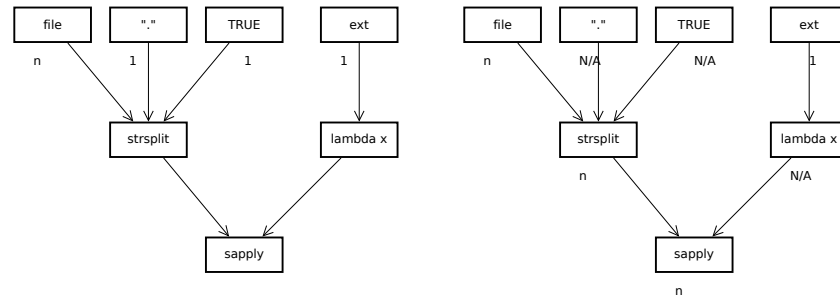 file "." TRUE ext file "." TRUE ext
n 1 1 1 n N/A N/A 1
strsplit lambda x strsplit lambda x
n N/A
sapply sapply
n